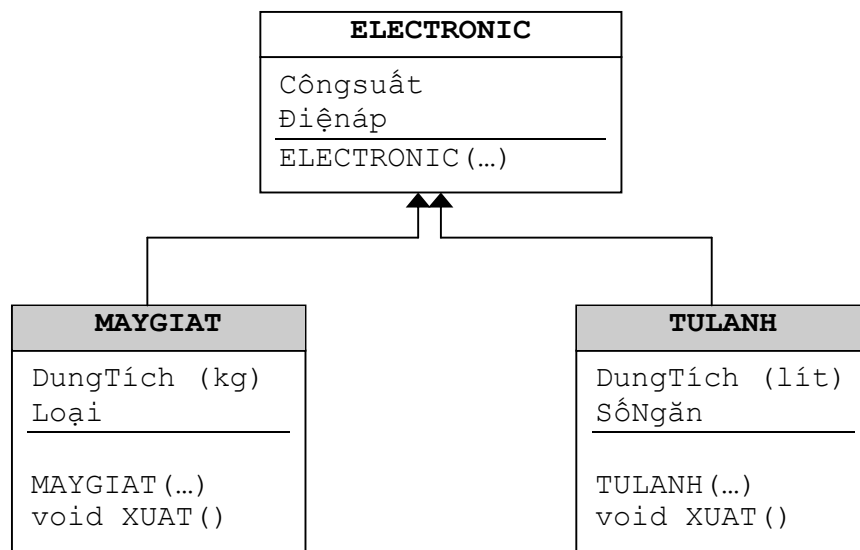 ELECTRONIC
Côngsuất
Điệnáp
ELECTRONIC(…)
MAYGIAT
DungTích (kg)
Loại
MAYGIAT(…)
void XUAT()
TULANH
DungTích (lít)
SốNgăn
TULANH(…)
void XUAT()